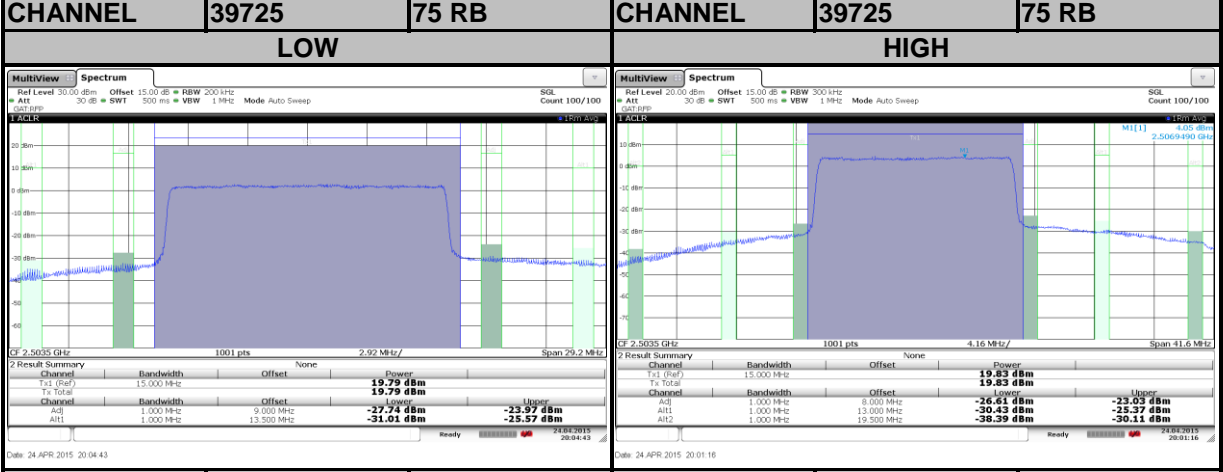 CHANNEL 39725 75 RB
LOW
MultiView Spectrum
Ref Level 30.00 dBm Offset 15.00 dB RBW 200 kHz SGL
Att 30 dB SWT 500 ms VBW 1 MHz Mode Auto Sweep Count 100/100
GAT:RFP
1 ACLR 1Rm Avg
20 dBm
10 dBm
0 dBm
-10 dBm
-20 dBm
-30 dBm
-50
-60
CF 2.5035 GHz 1001 pts 2.92 MHz/ Span 29.2 MHz
2 Result Summary None
Channel Bandwidth Offset Power
Tx1 (Ref) 15.000 MHz 19.79 dBm
Tx Total 19.79 dBm
Channel Bandwidth Offset Lower Upper
Adj 1.000 MHz 9.000 MHz -27.74 dBm -23.97 dBm
Alt1 1.000 MHz 13.500 MHz -31.01 dBm -25.57 dBm
Ready 24.04.2015
20:04:43
Date: 24.APR.2015 20:04:43
CHANNEL 39725 75 RB
HIGH
MultiView Spectrum
Ref Level 20.00 dBm Offset 15.00 dB RBW 300 kHz SGL
Att 30 dB SWT 500 ms VBW 1 MHz Mode Auto Sweep Count 100/100
GAT:RFP
1 ACLR 1Rm Avg
M1[1] 4.05 dBm
2.5069490 GHz
Tx1
M1
10 dBm
0 dBm
-10 dBm
-20 dBm
-30 dBm
CF 2.5035 GHz 1001 pts 4.16 MHz/ Span 41.6 MHz
2 Result Summary None
Channel Bandwidth Offset Power
Tx1 (Ref) 15.000 MHz 19.83 dBm
Tx Total 19.83 dBm
Channel Bandwidth Offset Lower Upper
Adj 1.000 MHz 8.000 MHz -26.61 dBm -23.03 dBm
Alt1 1.000 MHz 13.000 MHz -30.43 dBm -25.37 dBm
Alt2 1.000 MHz 19.500 MHz -38.39 dBm -30.11 dBm
Ready 24.04.2015
20:01:16
Date: 24.APR.2015 20:01:16